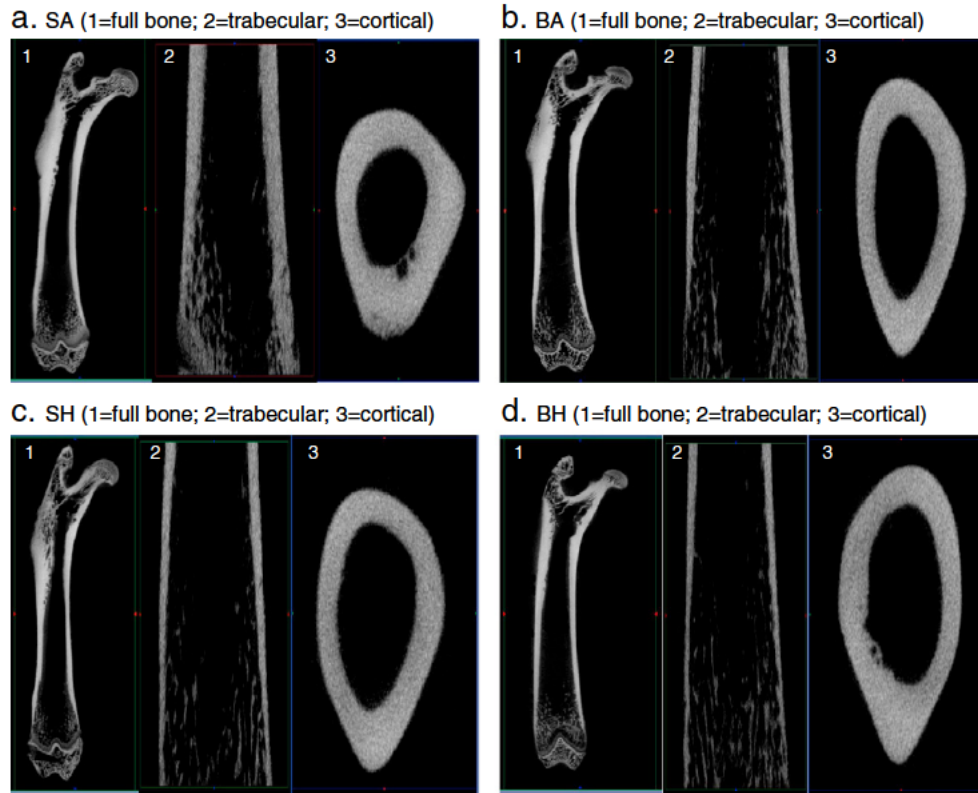 a. SA (1=full bone; 2=trabecular; 3=cortical)
1 2 3
b. BA (1=full bone; 2=trabecular; 3=cortical)
1 2 3
c. SH (1=full bone; 2=trabecular; 3=cortical)
1 2 3
d. BH (1=full bone; 2=trabecular; 3=cortical)
1 2 3